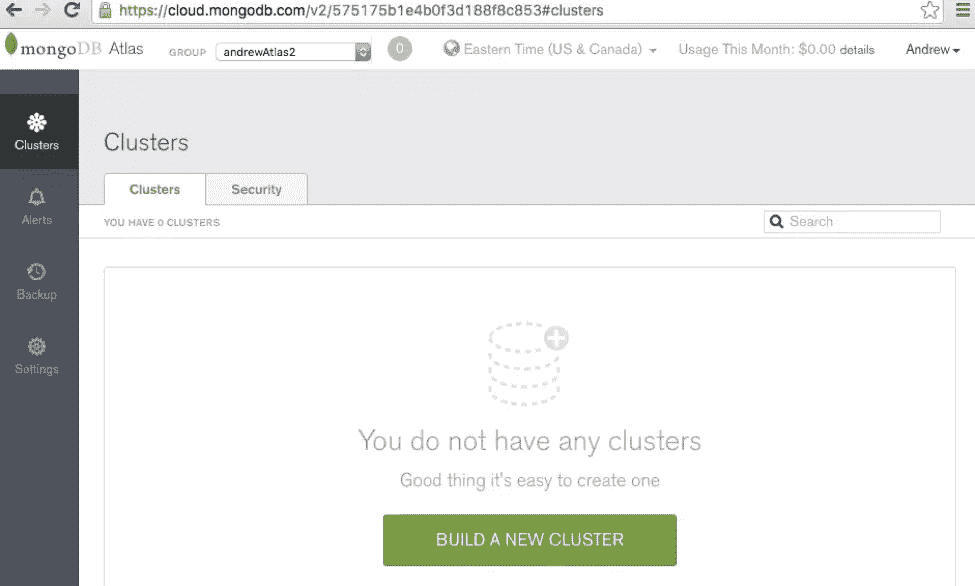 https://cloud.mongodb.com/v2/575175b1e4b0f3d188f8c853#clusters
mongoDB Atlas GROUP andrewAtlas2 0 Eastern Time (US & Canada) Usage This Month: $0.00 details Andrew
Clusters
Alerts
Backup
Settings
Clusters
Clusters Security
YOU HAVE 0 CLUSTERS Search
You do not have any clusters
Good thing it's easy to create one
BUILD A NEW CLUSTER